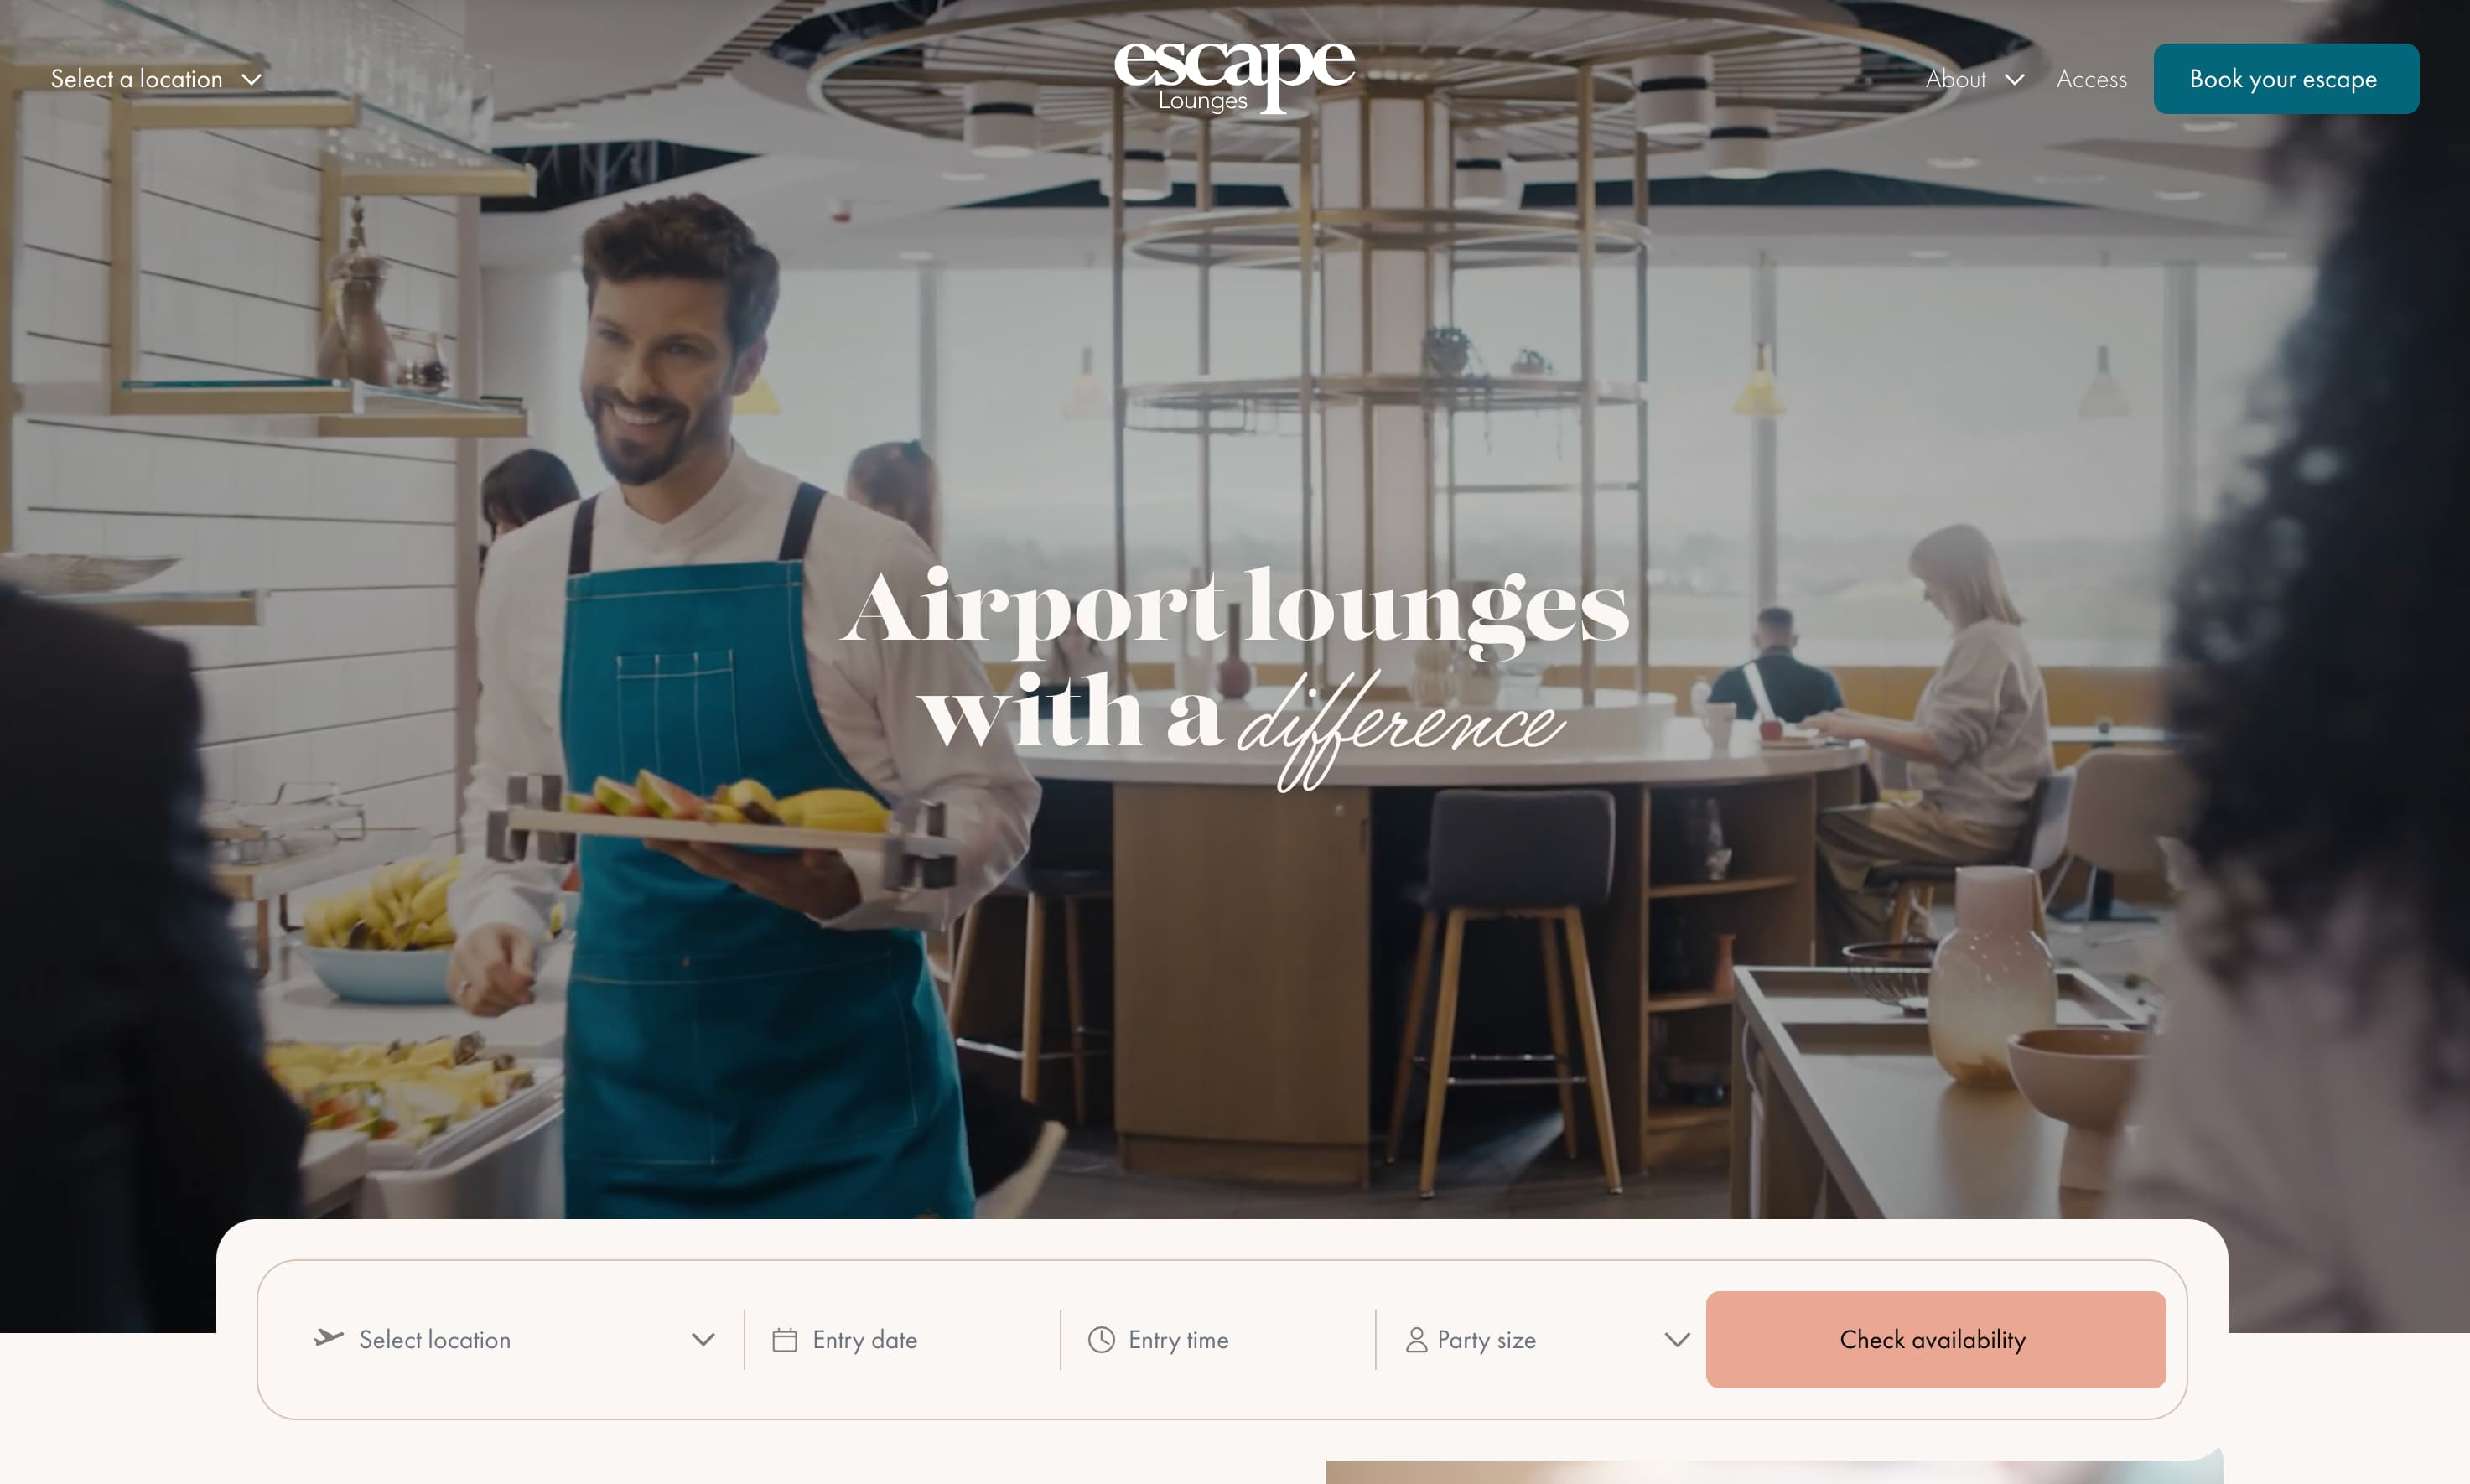 Select a location
escape
Lounges
About
Access
Book your escape
Airport lounges
with a difference
Select location
Entry date
Entry time
Party size
Check availability